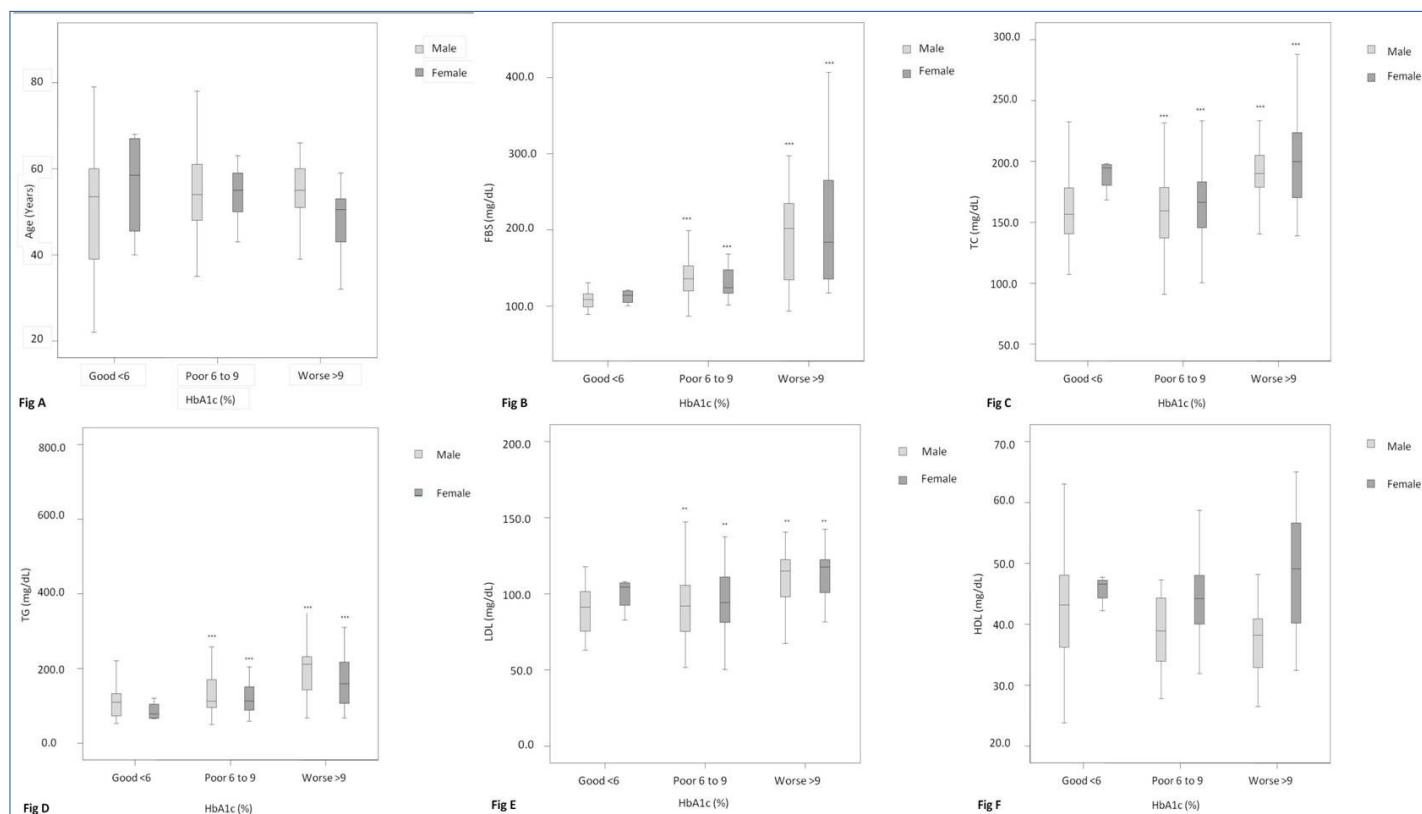 Male
Female
80
60
40
20
Age (Years)
Good <6
Poor 6 to 9
Worse >9
HbA1c (%)
Fig A
Male
Female
400.0
300.0
200.0
100.0
FBS (mg/dL)
***
***
***
***
Good <6
Poor 6 to 9
Worse >9
HbA1c (%)
Fig B
Male
Female
300.0
250.0
200.0
150.0
100.0
50.0
TC (mg/dL)
***
***
***
***
Good <6
Poor 6 to 9
Worse >9
HbA1c (%)
Fig C
Male
Female
800.0
600.0
400.0
200.0
0.0
TG (mg/dL)
***
***
***
***
Good <6
Poor 6 to 9
Worse >9
HbA1c (%)
Fig D
Male
Female
200.0
150.0
100.0
50.0
0.0
LDL (mg/dL)
**
**
**
**
Good <6
Poor 6 to 9
Worse >9
HbA1c (%)
Fig E
Male
Female
70.0
60.0
50.0
40.0
30.0
20.0
HDL (mg/dL)
Good <6
Poor 6 to 9
Worse >9
HbA1c (%)
Fig F